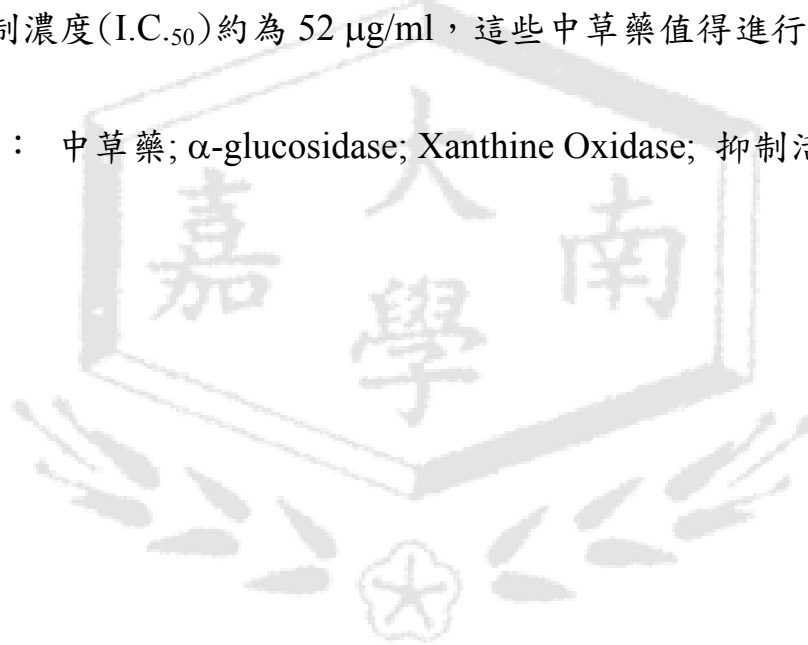 制濃度(I.C.50)約為 52 μg/ml，這些中草藥值得進行
： 中草藥; α-glucosidase; Xanthine Oxidase; 抑制活
大
嘉 南
學